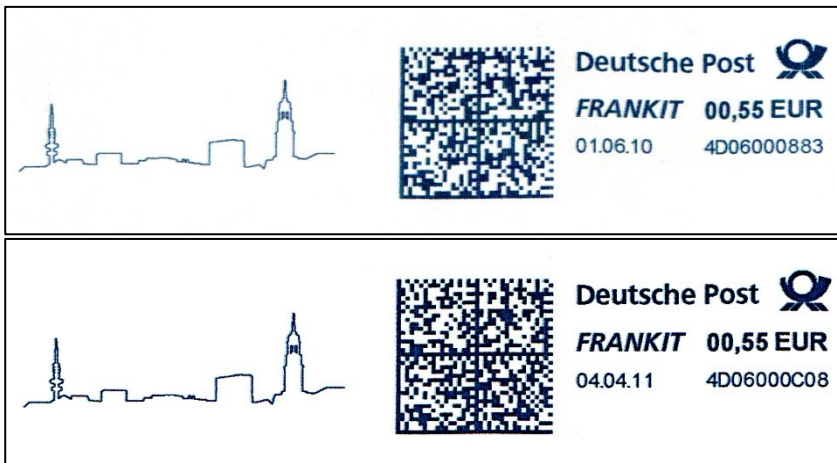 Deutsche Post
FRANKIT 00,55 EUR
01.06.10 4D06000883
Deutsche Post
FRANKIT 00,55 EUR
04.04.11 4D06000C08